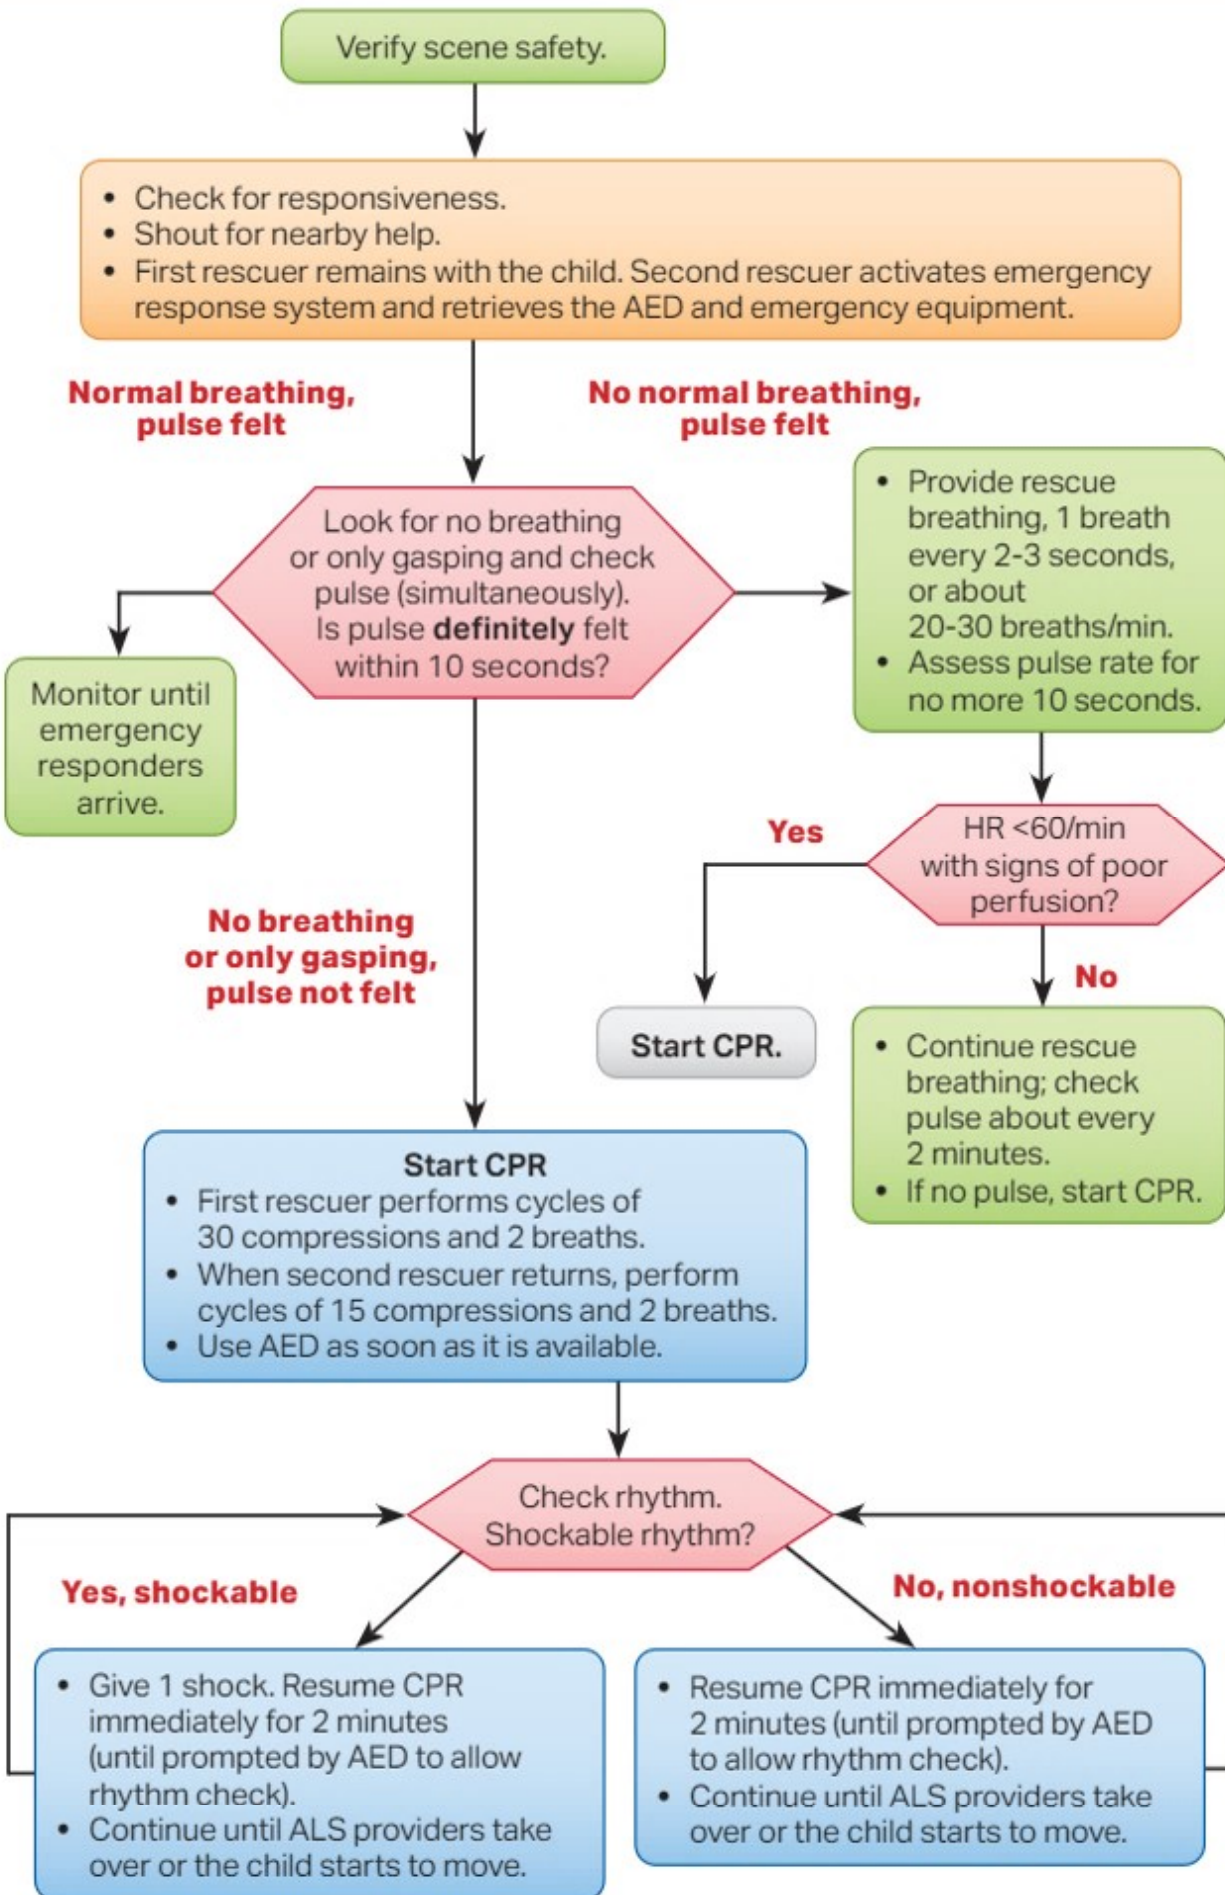 Verify scene safety.
• Check for responsiveness.
• Shout for nearby help.
• First rescuer remains with the child. Second rescuer activates emergency
response system and retrieves the AED and emergency equipment.
Normal breathing,
pulse felt
No normal breathing,
pulse felt
Look for no breathing
or only gasping and check
pulse (simultaneously).
Is pulse definitely felt
within 10 seconds?
• Provide rescue
breathing, 1 breath
every 2-3 seconds,
or about
20-30 breaths/min.
• Assess pulse rate for
no more 10 seconds.
Monitor until
emergency
responders
arrive.
Yes
HR <60/min
with signs of poor
perfusion?
No breathing
or only gasping,
pulse not felt
No
Start CPR.
• Continue rescue
breathing; check
pulse about every
2 minutes.
• If no pulse, start CPR.
Start CPR
• First rescuer performs cycles of
30 compressions and 2 breaths.
• When second rescuer returns, perform
cycles of 15 compressions and 2 breaths.
• Use AED as soon as it is available.
Check rhythm.
Shockable rhythm?
Yes, shockable
No, nonshockable
• Give 1 shock. Resume CPR
immediately for 2 minutes
(until prompted by AED to allow
rhythm check).
• Continue until ALS providers take
over or the child starts to move.
• Resume CPR immediately for
2 minutes (until prompted by AED
to allow rhythm check).
• Continue until ALS providers take
over or the child starts to move.